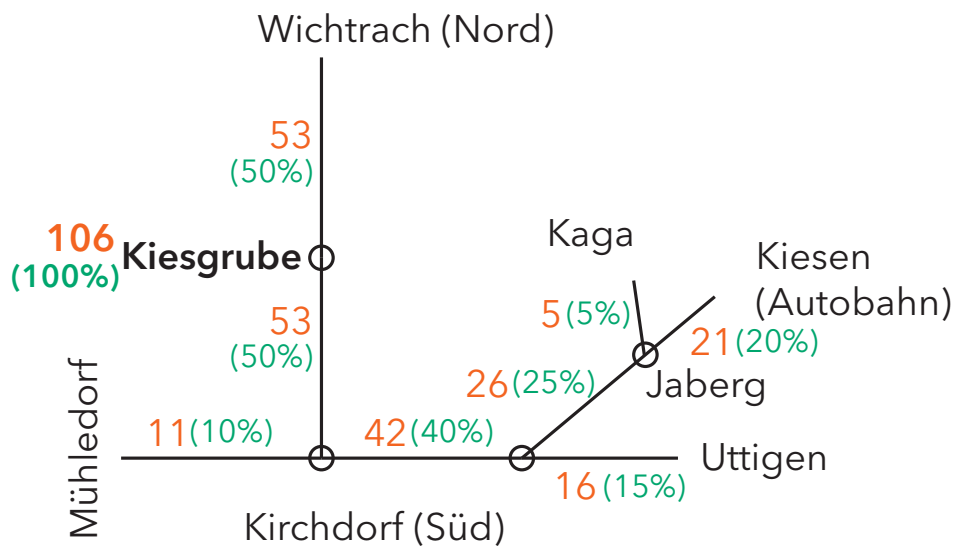 Wichtrach (Nord)
53
(50%)
106
(100%)
Kiesgrube
Kaga
Kiesen
(Autobahn)
53
(50%)
5 (5%)
21 (20%)
26 (25%)
Jaberg
Mühledorf
11 (10%)
42 (40%)
Uttigen
16 (15%)
Kirchdorf (Süd)